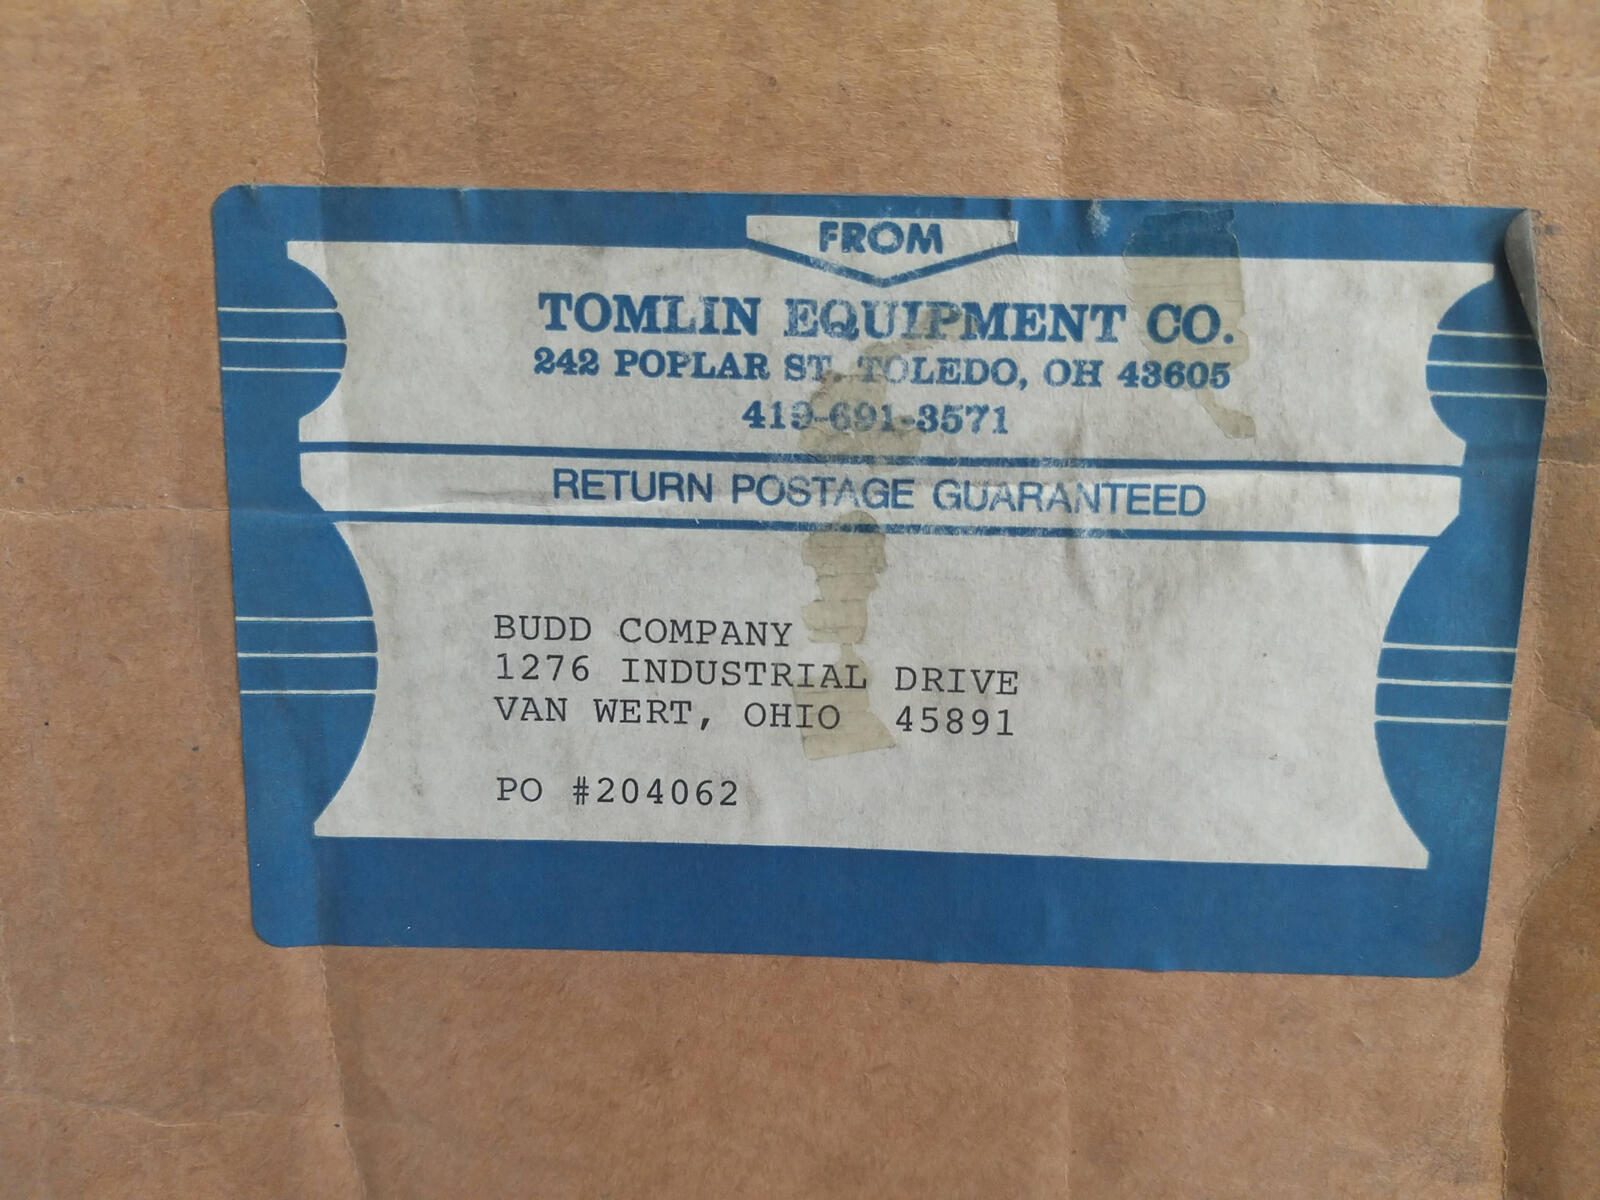 FROM
TOMLIN EQUIPMENT CO.
242 POPLAR ST. TOLEDO, OH 43605
419-691-3571
RETURN POSTAGE GUARANTEED
BUDD COMPANY
1276 INDUSTRIAL DRIVE
VAN WERT, OHIO 45891
PO #204062